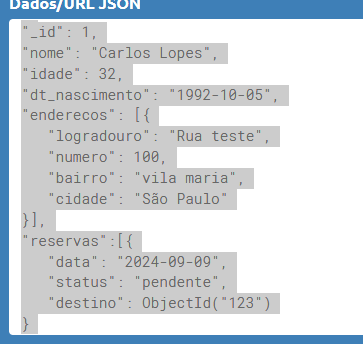 Dados/URL JSON
"_id": 1,
"nome": "Carlos Lopes",
"idade": 32,
"dt_nascimento": "1992-10-05",
"enderecos": [{
"logradouro": "Rua teste",
"numero": 100,
"bairro": "vila maria",
"cidade": "São Paulo"
}],
"reservas":[{
"data": "2024-09-09",
"status": "pendente",
"destino": ObjectId("123")
}